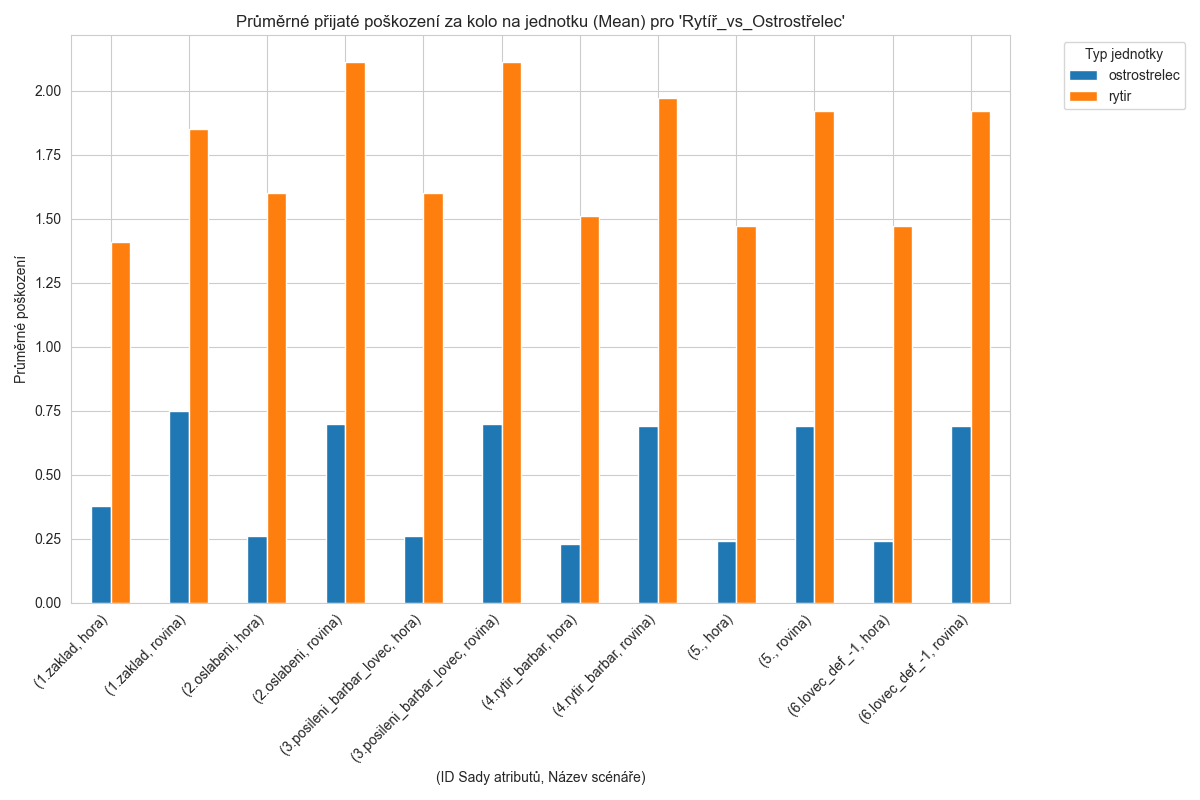 Průměrné přijaté poškození za kolo na jednotku (Mean) pro 'Rytíř_vs_Ostrostřelec'
Typ jednotky
ostrostrelec
rytir
Průměrné poškození
2.00
1.75
1.50
1.25
1.00
0.75
0.50
0.25
0.00
(1.zaklad, hora)
(1.zaklad, rovina)
(2.oslabeni, hora)
(2.oslabeni, rovina)
(3.posileni_barbar_lovec, hora)
(3.posileni_barbar_lovec, rovina)
(4.rytir_barbar, hora)
(4.rytir_barbar, rovina)
(5., hora)
(5., rovina)
(6.lovec_def_-1, hora)
(6.lovec_def_-1, rovina)
(ID Sady atributů, Název scénáře)